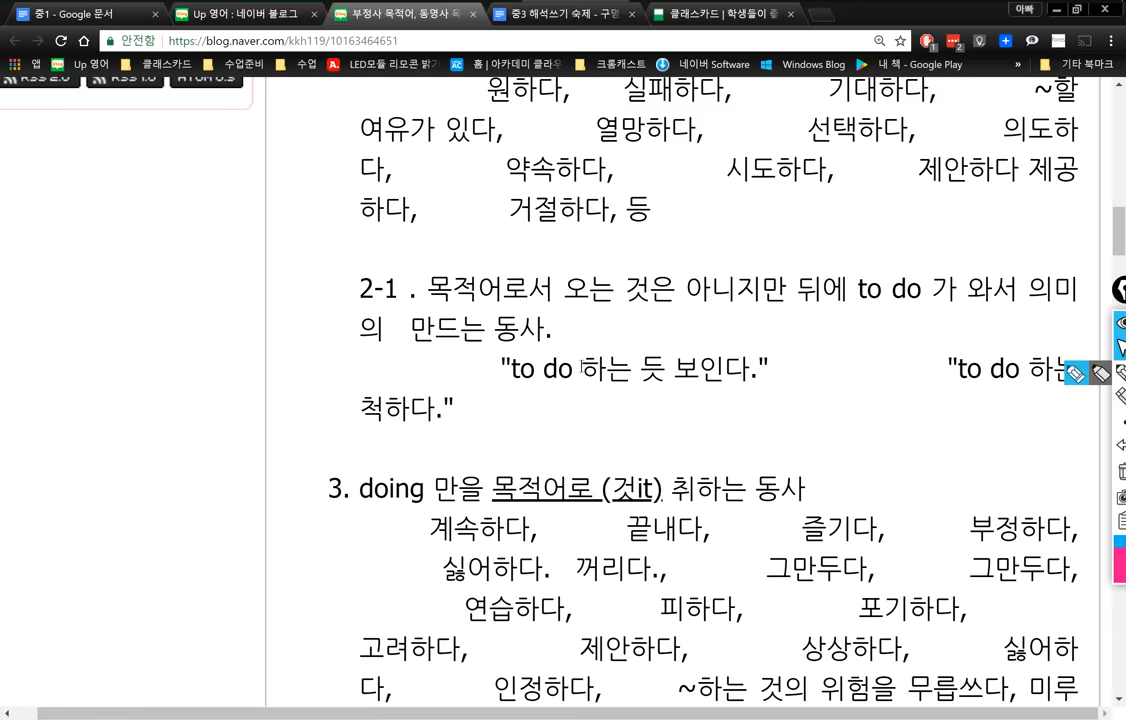 중1 - Google 문서
Up 영어 : 네이버 블로그
부정사 목적어, 동명사 목
중3 해석쓰기 숙제 - 구명
클래스카드 | 학생들이 좋
아빠
안전함
https://blog.naver.com/kkh119/10163464651
앱 Up 영어 클래스카드 수업준비 수업 LED모듈 리모콘 밝기 홈 | 아카데미 클라우 크롬캐스트 네이버 Software Windows Blog 내 책 - Google Play » 기타 북마크
RSS 2.0 RSS 1.0 ATOM 0.3
원하다, 실패하다, 기대하다, ~할
여유가 있다, 열망하다, 선택하다, 의도하
다, 약속하다, 시도하다, 제안하다 제공
하다, 거절하다, 등
2-1 . 목적어로서 오는 것은 아니지만 뒤에 to do 가 와서 의미
의 만드는 동사.
"to do 하는 듯 보인다." "to do 하는
척하다."
3. doing 만을 목적어로 (것it) 취하는 동사
계속하다, 끝내다, 즐기다, 부정하다,
싫어하다. 꺼리다., 그만두다, 그만두다,
연습하다, 피하다, 포기하다,
고려하다, 제안하다, 상상하다, 싫어하
다, 인정하다, ~하는 것의 위험을 무릅쓰다, 미루